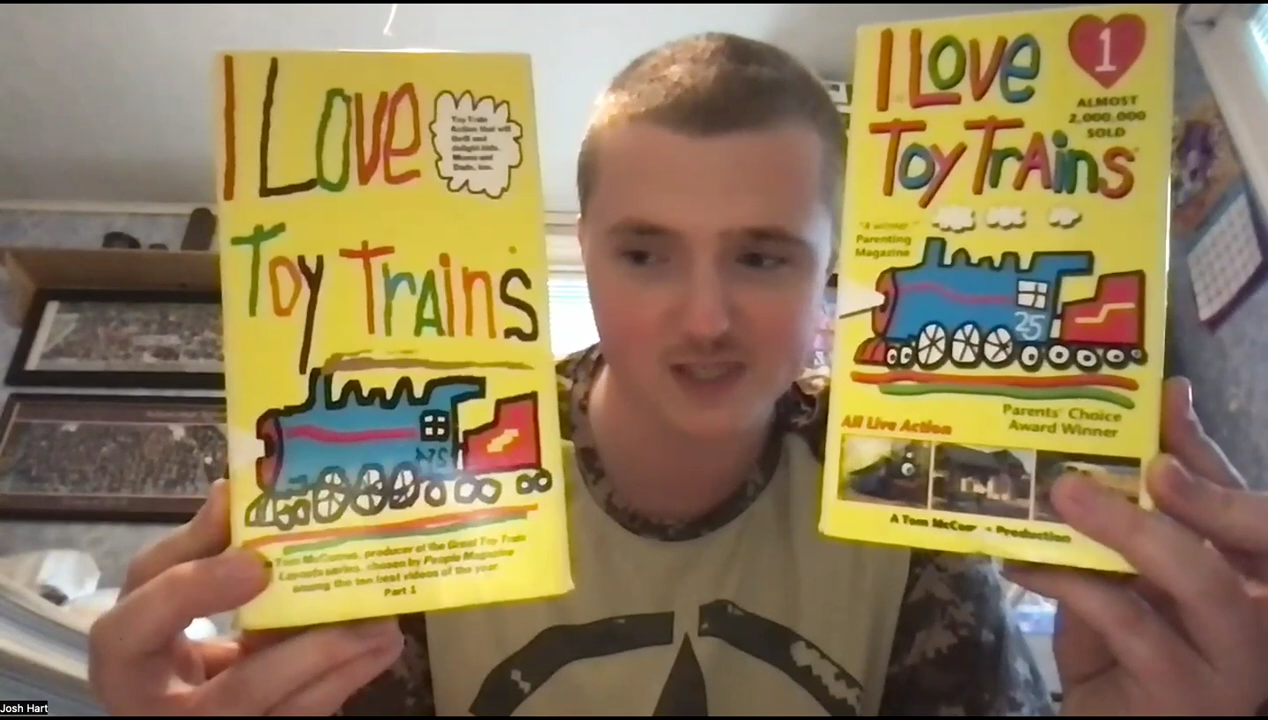 I Love
Toy Train
Action that will
thrill and
delight kids,
Moms and
Dads, too.
Toy Trains
Tom McComas, producer of the Great Toy Train
Layouts series, chosen by People Magazine
among the ten best videos of the year
Part 1
I Love
1
ALMOST
2,000,000
SOLD
Toy Trains
"A winner."
Parenting
Magazine
25
Parents' Choice
Award Winner
All Live Action
A Tom Production
Josh Hart